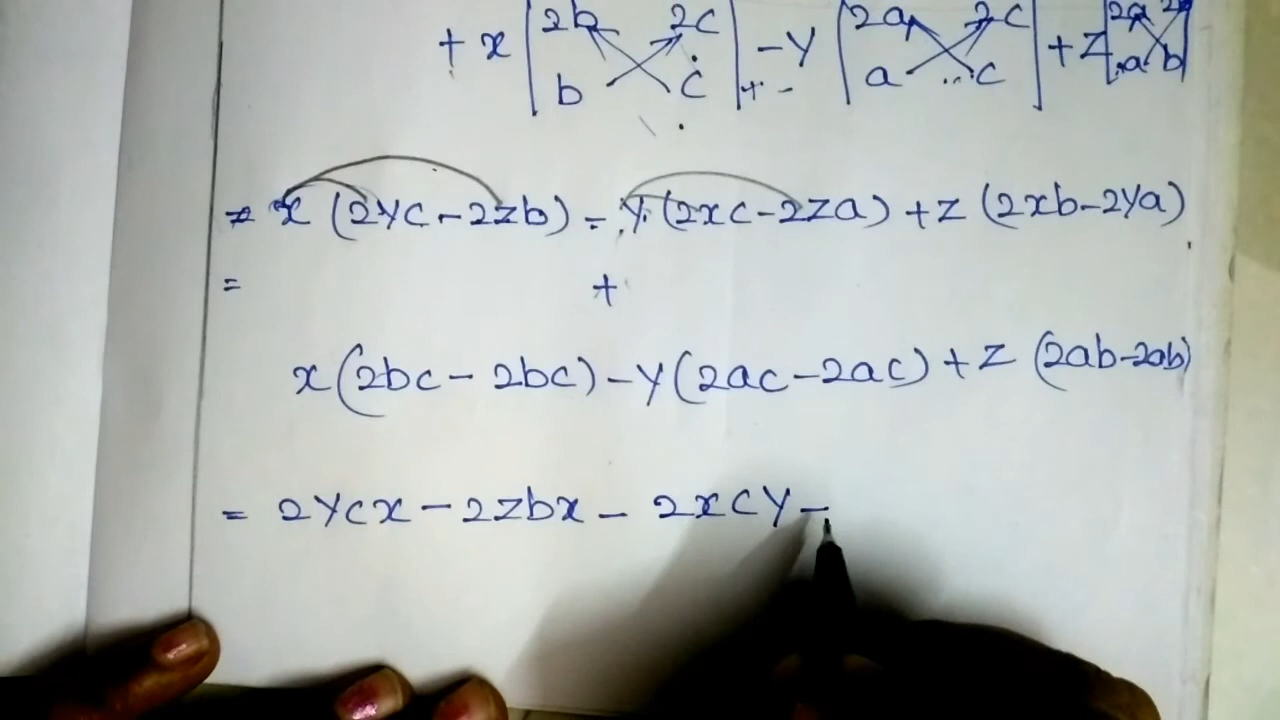 + x | 2b 2c | - y | 2a 2c | + z | 2a 2b |
b c + - a c a b
= x (2yc - 2zb) - y (2xc - 2za) + z (2xb - 2ya)
= +
x (2bc - 2bc) - y (2ac - 2ac) + z (2ab - 2ab)
= 2ycx - 2zbx - 2xcy -